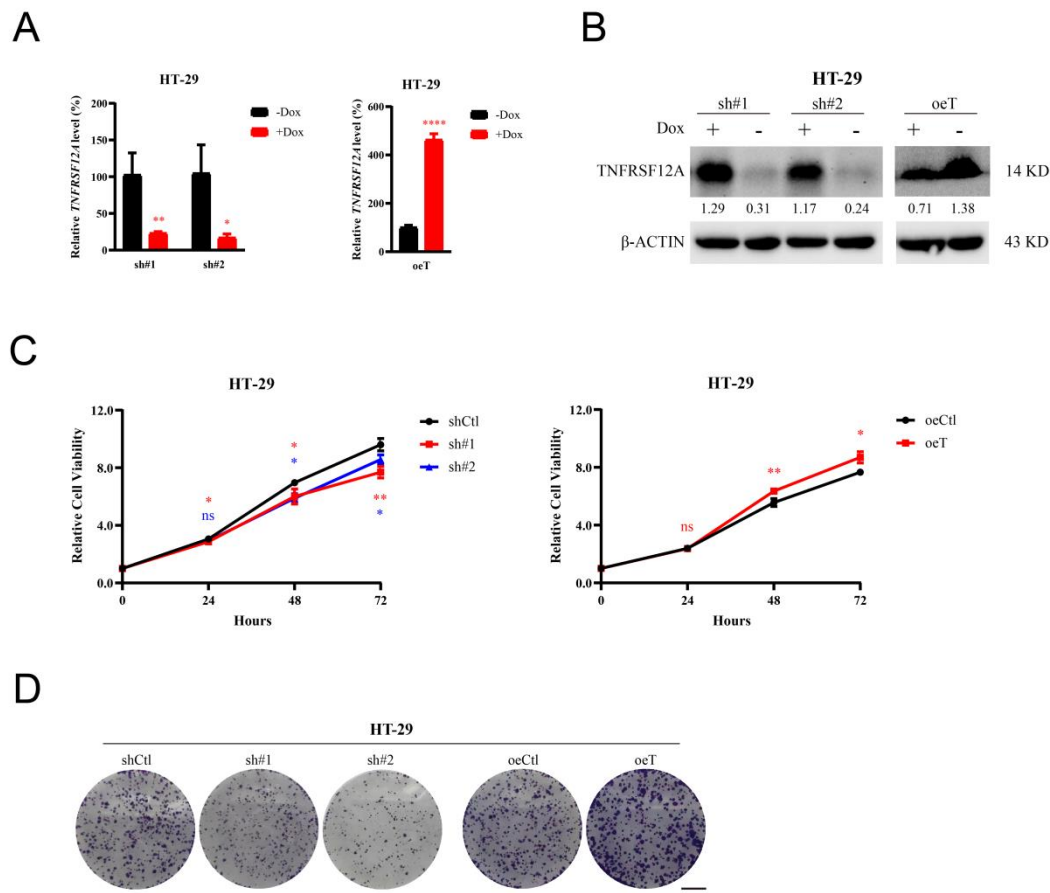 A
HT-29
Relative TNFRSF12A level (%)
200
150
100
50
0
**
*
sh#1
sh#2
-Dox
+Dox
HT-29
Relative TNFRSF12A level (%)
600
400
200
0
****
oeT
-Dox
+Dox
B
HT-29
sh#1 sh#2 oeT
Dox + - + - + -
TNFRSF12A 14 KD
1.29 0.31 1.17 0.24 0.71 1.38
β-ACTIN 43 KD
C
HT-29
Relative Cell Viability
12.0
8.0
4.0
0.0
*
ns
*
*
**
*
0 24 48 72
Hours
shCtl
sh#1
sh#2
HT-29
Relative Cell Viability
12.0
8.0
4.0
0.0
ns
**
*
0 24 48 72
Hours
oeCtl
oeT
D
HT-29
shCtl sh#1 sh#2 oeCtl oeT